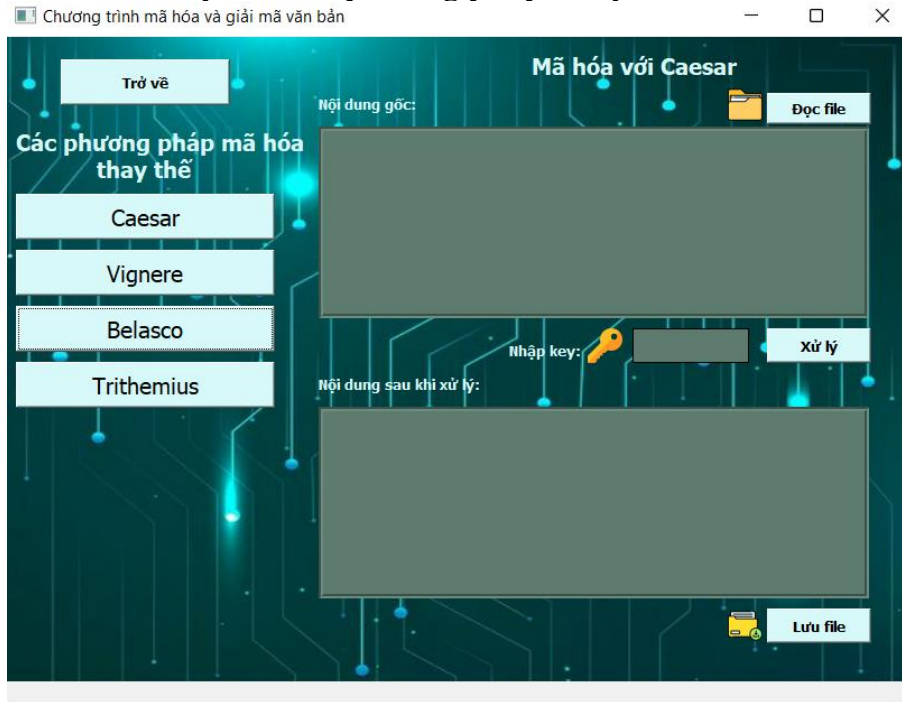 Chương trình mã hóa và giải mã văn bản
Trở về
Mã hóa với Caesar
Nội dung gốc:
Đọc file
Các phương pháp mã hóa
thay thế
Caesar
Vignere
Belasco
Nhập key:
Xử lý
Trithemius
Nội dung sau khi xử lý:
Lưu file